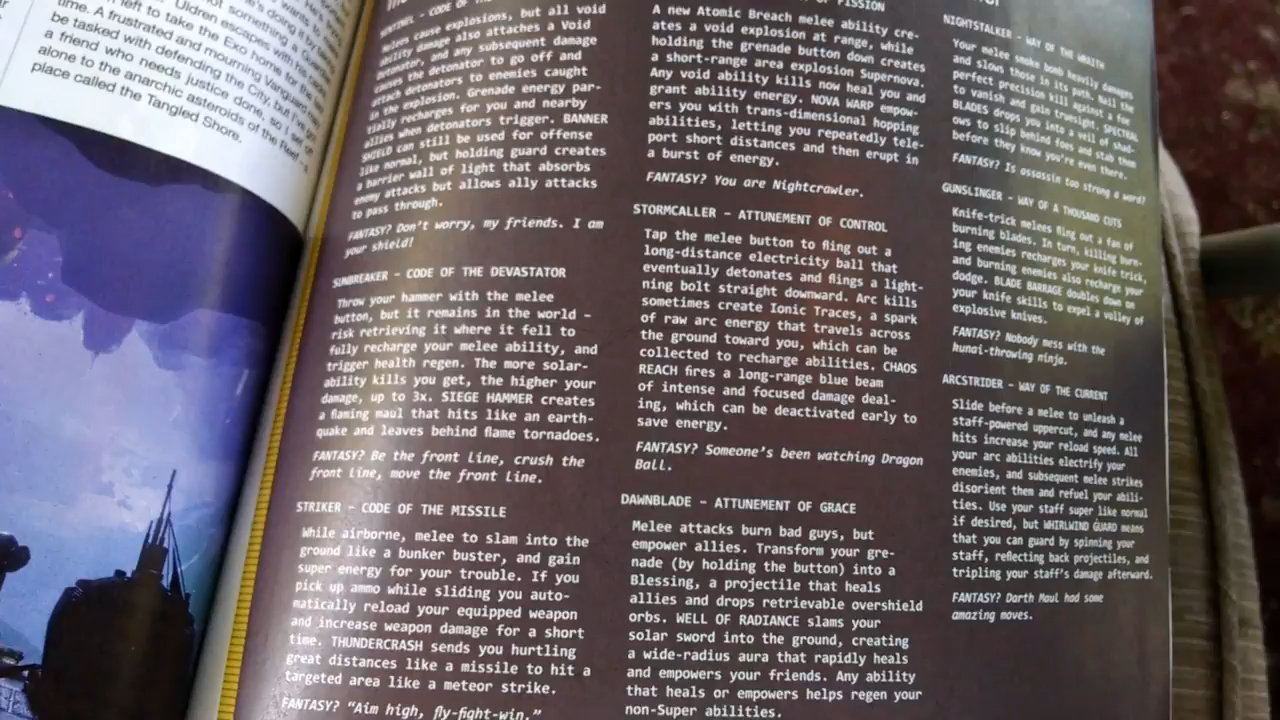 not something
he's doing it by
Uldren escapes with his
time. A frustrated and mourning Vanguard
left to take the Exo home for
be tasked with defending the City, but I've got
a friend who needs justice done, so I set off
alone to the anarchic asteroids of the Reef, a
place called the Tangled Shore.
SENTINEL – CODE OF THE
Melees cause explosions, but all void
ability damage also attaches a Void
detonator, and any subsequent damage
causes the detonator to go off and
attach detonators to enemies caught
in the explosion. Grenade energy par-
tially recharges for you and nearby
allies when detonators trigger. BANNER
SHIELD can still be used for offense
like normal, but holding guard creates
a barrier wall of light that absorbs
enemy attacks but allows ally attacks
to pass through.
FANTASY? Don't worry, my friends. I am
your shield!
SUNBREAKER – CODE OF THE DEVASTATOR
Throw your hammer with the melee
button, but it remains in the world –
risk retrieving it where it fell to
fully recharge your melee ability, and
trigger health regen. The more solar-
ability kills you get, the higher your
damage, up to 3x. SIEGE HAMMER creates
a flaming maul that hits like an earth-
quake and leaves behind flame tornadoes.
FANTASY? Be the front line, crush the
front line, move the front line.
STRIKER – CODE OF THE MISSILE
While airborne, melee to slam into the
ground like a bunker buster, and gain
super energy for your trouble. If you
pick up ammo while sliding you auto-
matically reload your equipped weapon
and increase weapon damage for a short
time. THUNDERCRASH sends you hurtling
great distances like a missile to hit a
targeted area like a meteor strike.
FANTASY? "Aim high, fly-fight-win."
OF FISSION
A new Atomic Breach melee ability cre-
ates a void explosion at range, while
holding the grenade button down creates
a short-range area explosion Supernova.
Any void ability kills now heal you and
grant ability energy. NOVA WARP empow-
ers you with trans-dimensional hopping
abilities, letting you repeatedly tele-
port short distances and then erupt in
a burst of energy.
FANTASY? You are Nightcrawler.
STORMCALLER – ATTUNEMENT OF CONTROL
Tap the melee button to fling out a
long-distance electricity ball that
eventually detonates and flings a light-
ning bolt straight downward. Arc kills
sometimes create Ionic Traces, a spark
of raw arc energy that travels across
the ground toward you, which can be
collected to recharge abilities. CHAOS
REACH fires a long-range blue beam
of intense and focused damage deal-
ing, which can be deactivated early to
save energy.
FANTASY? Someone's been watching Dragon
Ball.
DAWNBLADE – ATTUNEMENT OF GRACE
Melee attacks burn bad guys, but
empower allies. Transform your gre-
nade (by holding the button) into a
Blessing, a projectile that heals
allies and drops retrievable overshield
orbs. WELL OF RADIANCE slams your
solar sword into the ground, creating
a wide-radius aura that rapidly heals
and empowers your friends. Any ability
that heals or empowers helps regen your
non-Super abilities.
NIGHTSTALKER – WAY OF THE WRAITH
Your melee smoke bomb heavily damages
and slows those in its path. Nail the
perfect precision kill against a foe
to vanish and gain truesight. SPECTRAL
BLADES drops you into a veil of shad-
ows to slip behind foes and stab them
before they know you're even there.
FANTASY? Is assassin too strong a word?
GUNSLINGER – WAY OF A THOUSAND CUTS
Knife-trick melees fling out a fan of
burning blades. In turn, killing burn-
ing enemies recharges your knife trick,
and burning enemies also recharge your
dodge. BLADE BARRAGE doubles down on
your knife skills to expel a volley of
explosive knives.
FANTASY? Nobody mess with the
kunai-throwing ninja.
ARCSTRIDER – WAY OF THE CURRENT
Slide before a melee to unleash a
staff-powered uppercut, and any melee
hits increase your reload speed. All
your arc abilities electrify your
enemies, and subsequent melee strikes
disorient them and refuel your abili-
ties. Use your staff super like normal
if desired, but WHIRLWIND GUARD means
that you can guard by spinning your
staff, reflecting back projectiles, and
tripling your staff's damage afterward.
FANTASY? Darth Maul had some
amazing moves.